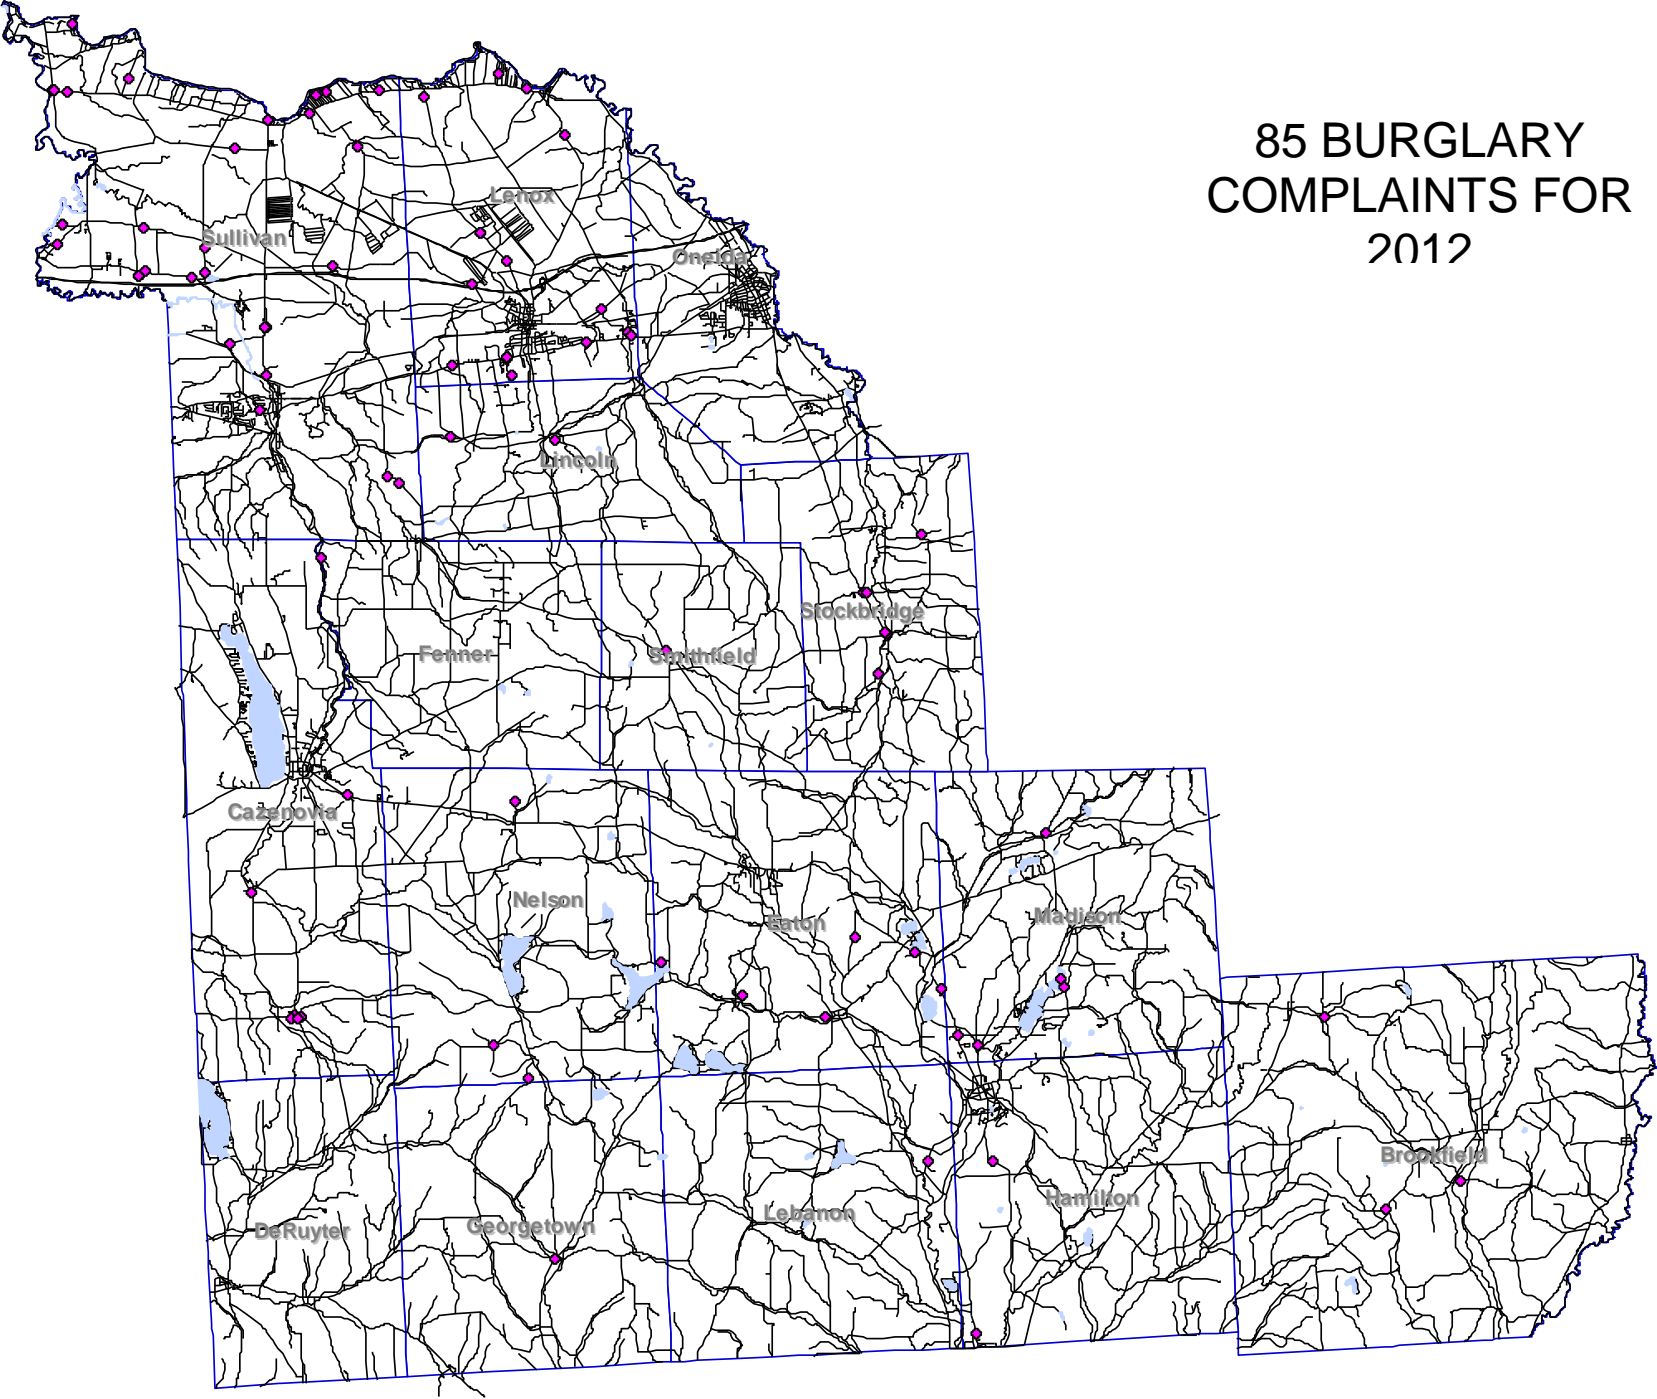 85 BURGLARY
COMPLAINTS FOR
2012
Lenox
Sullivan
Oneida
Lincoln
Stockbridge
Fenner
Smithfield
Cazenovia
Nelson
Eaton
Madison
Brookfield
Hamilton
Lebanon
Georgetown
DeRuyter